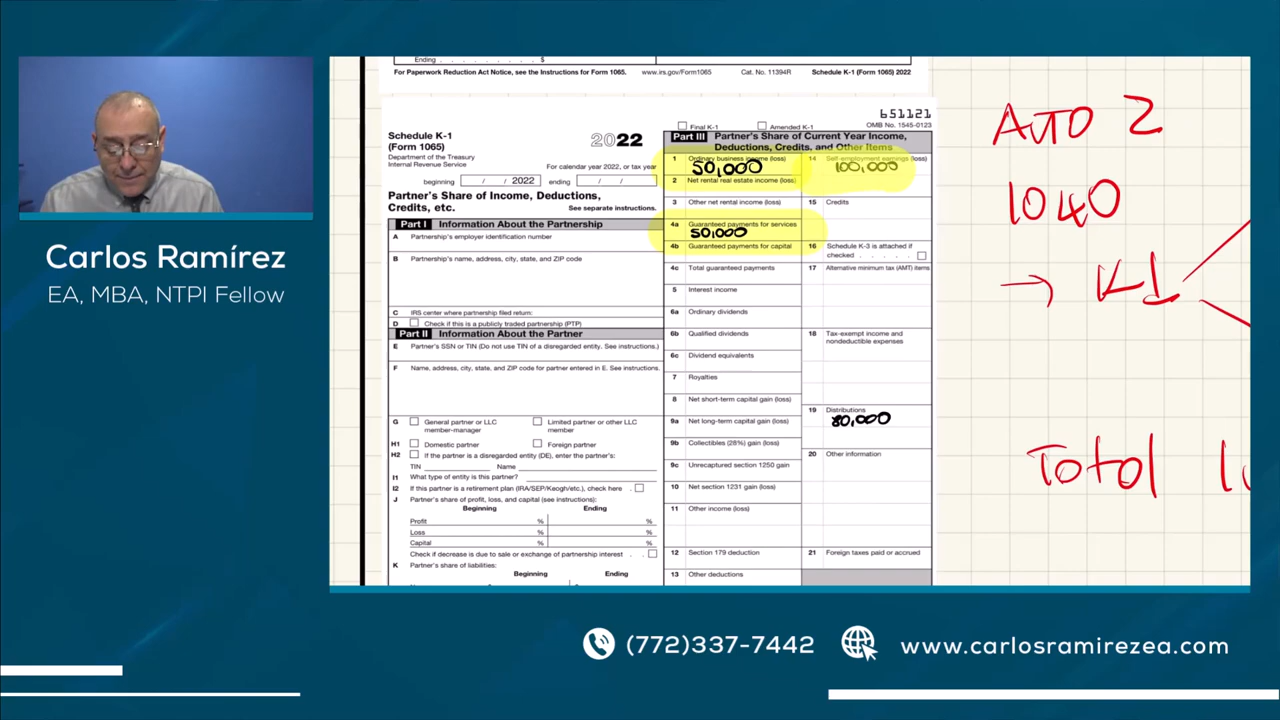 Ending . . . . . . . . . $
For Paperwork Reduction Act Notice, see the Instructions for Form 1065. www.irs.gov/Form1065 Cat. No. 11394R Schedule K-1 (Form 1065) 2022
651121
OMB No. 1545-0123
Final K-1 Amended K-1
Schedule K-1
(Form 1065)
2022
Department of the Treasury
Internal Revenue Service
For calendar year 2022, or tax year
beginning / / 2022 ending / /
Partner's Share of Income, Deductions,
Credits, etc. See separate instructions.
Part I Information About the Partnership
A Partnership's employer identification number
B Partnership's name, address, city, state, and ZIP code
C IRS center where partnership filed return:
D Check if this is a publicly traded partnership (PTP)
Part II Information About the Partner
E Partner's SSN or TIN (Do not use TIN of a disregarded entity. See instructions.)
F Name, address, city, state, and ZIP code for partner entered in E. See instructions.
G General partner or LLC member-manager Limited partner or other LLC member
H1 Domestic partner Foreign partner
H2 If the partner is a disregarded entity (DE), enter the partner's:
TIN Name
I1 What type of entity is this partner?
I2 If this partner is a retirement plan (IRA/SEP/Keogh/etc.), check here .
J Partner's share of profit, loss, and capital (see instructions):
Beginning Ending
Profit % %
Loss % %
Capital % %
Check if decrease is due to sale or exchange of partnership interest . .
K Partner's share of liabilities:
Beginning Ending
Part III Partner's Share of Current Year Income,
Deductions, Credits, and Other Items
1 Ordinary business income (loss)
50,000
2 Net rental real estate income (loss)
3 Other net rental income (loss)
4a Guaranteed payments for services
50,000
4b Guaranteed payments for capital
4c Total guaranteed payments
5 Interest income
6a Ordinary dividends
6b Qualified dividends
6c Dividend equivalents
7 Royalties
8 Net short-term capital gain (loss)
9a Net long-term capital gain (loss)
9b Collectibles (28%) gain (loss)
9c Unrecaptured section 1250 gain
10 Net section 1231 gain (loss)
11 Other income (loss)
12 Section 179 deduction
13 Other deductions
14 Self-employment earnings (loss)
100,000
15 Credits
16 Schedule K-3 is attached if
checked . . . . .
17 Alternative minimum tax (AMT) items
18 Tax-exempt income and
nondeductible expenses
19 Distributions
80,000
20 Other information
21 Foreign taxes paid or accrued
AÑO 2
1040
→ K1
Total
Carlos Ramírez
EA, MBA, NTPI Fellow
(772)337-7442
www.carlosramirezea.com